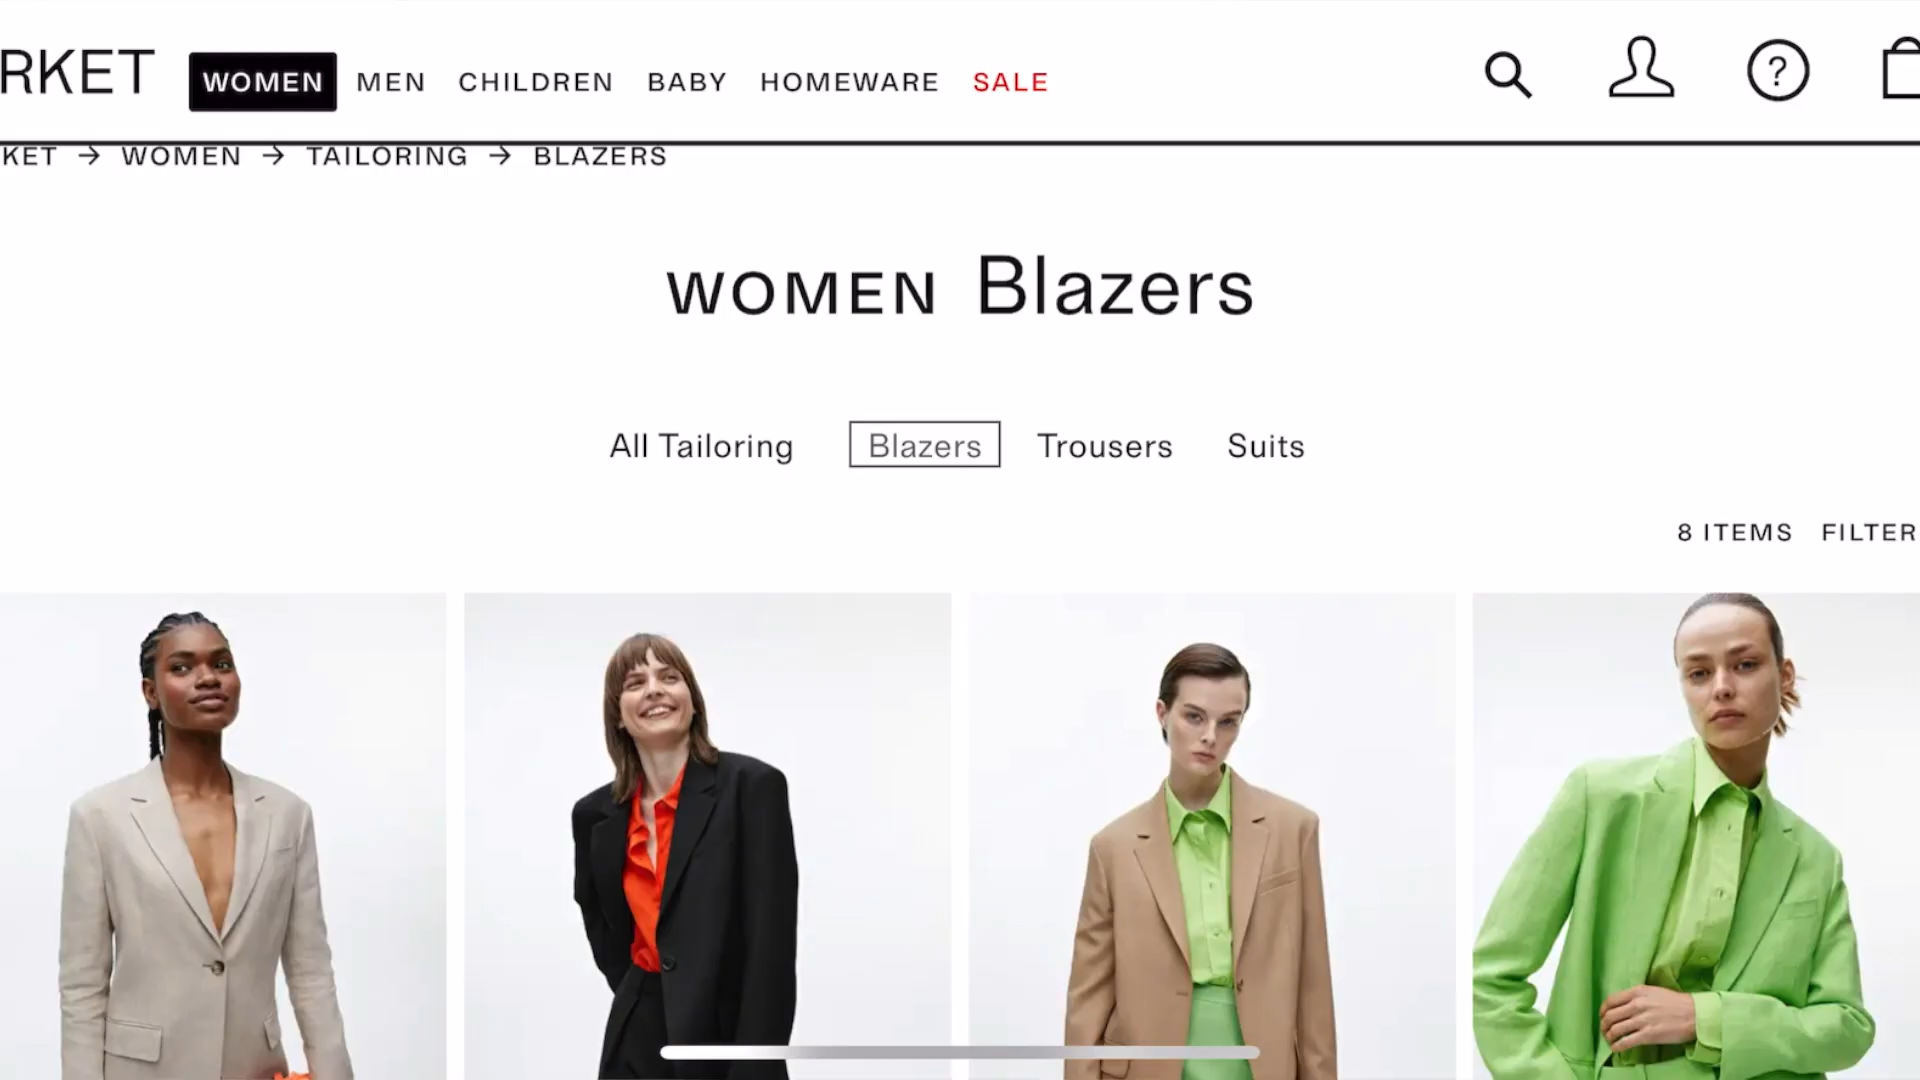 RKET WOMEN MEN CHILDREN BABY HOMEWARE SALE ?
KET → WOMEN → TAILORING → BLAZERS
WOMEN Blazers
All Tailoring Blazers Trousers Suits
8 ITEMS FILTER